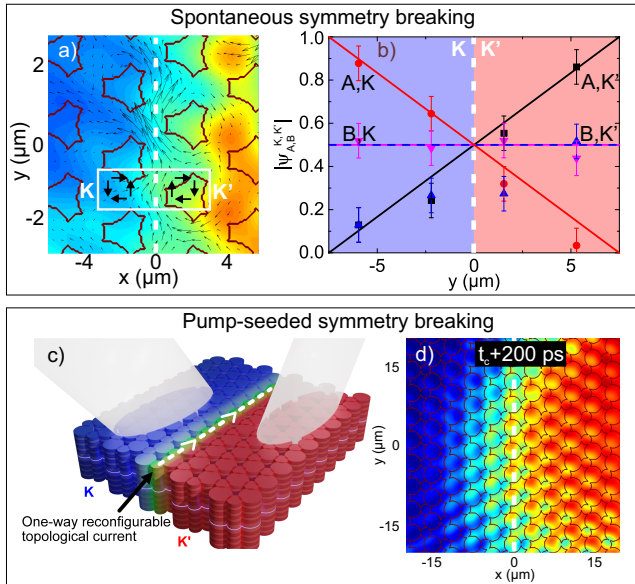 Spontaneous symmetry breaking
a)
2
0
-2
y (µm)
K
K'
-4
0
4
x (µm)
b)
K
K'
1.0
0.8
0.6
0.4
0.2
0.0
|ψ_{A,B}^{K,K'}|
A,K
A,K'
B,K
B,K'
-5
0
5
y (µm)
Pump-seeded symmetry breaking
c)
K
One-way reconfigurable
topological current
K'
d)
t_c+200 ps
15
0
-15
y (µm)
-15
0
15
x (µm)